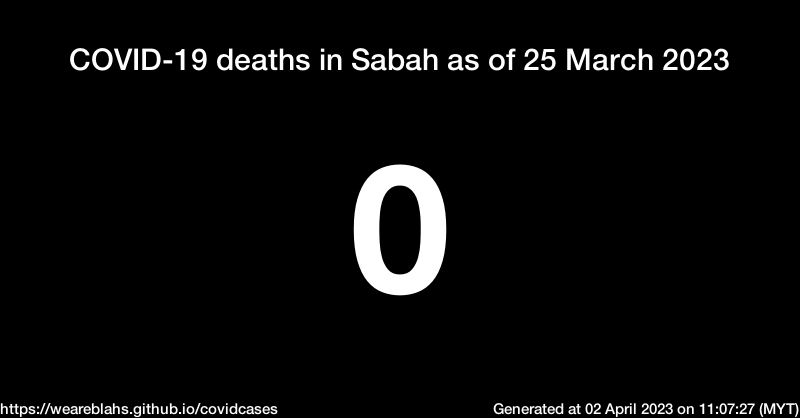 COVID-19 deaths in Sabah as of 25 March 2023
0
https://weareblahs.github.io/covidcases
Generated at 02 April 2023 on 11:07:27 (MYT)